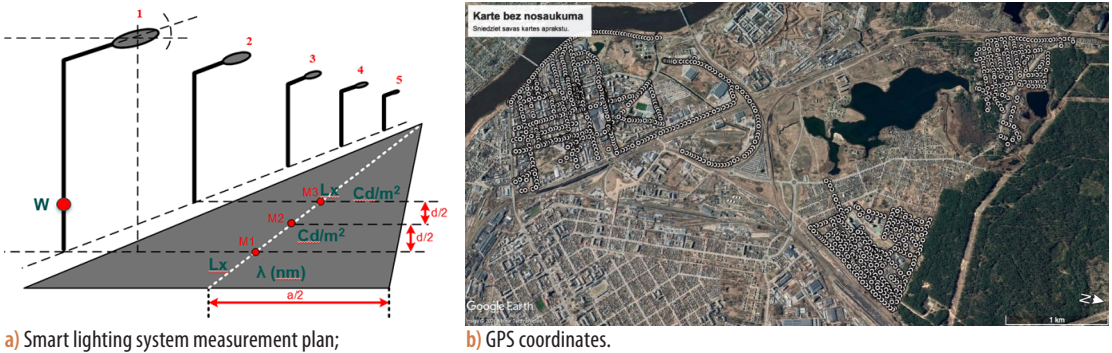 1
2
3
4
5
W
M3
Lx
Cd/m²
M2
Cd/m²
d/2
d/2
M1
Lx
λ (nm)
a/2
a) Smart lighting system measurement plan;
Karte bez nosaukuma
Sniedziet savas kartes aprakstu.
Google Earth
N
1 km
b) GPS coordinates.